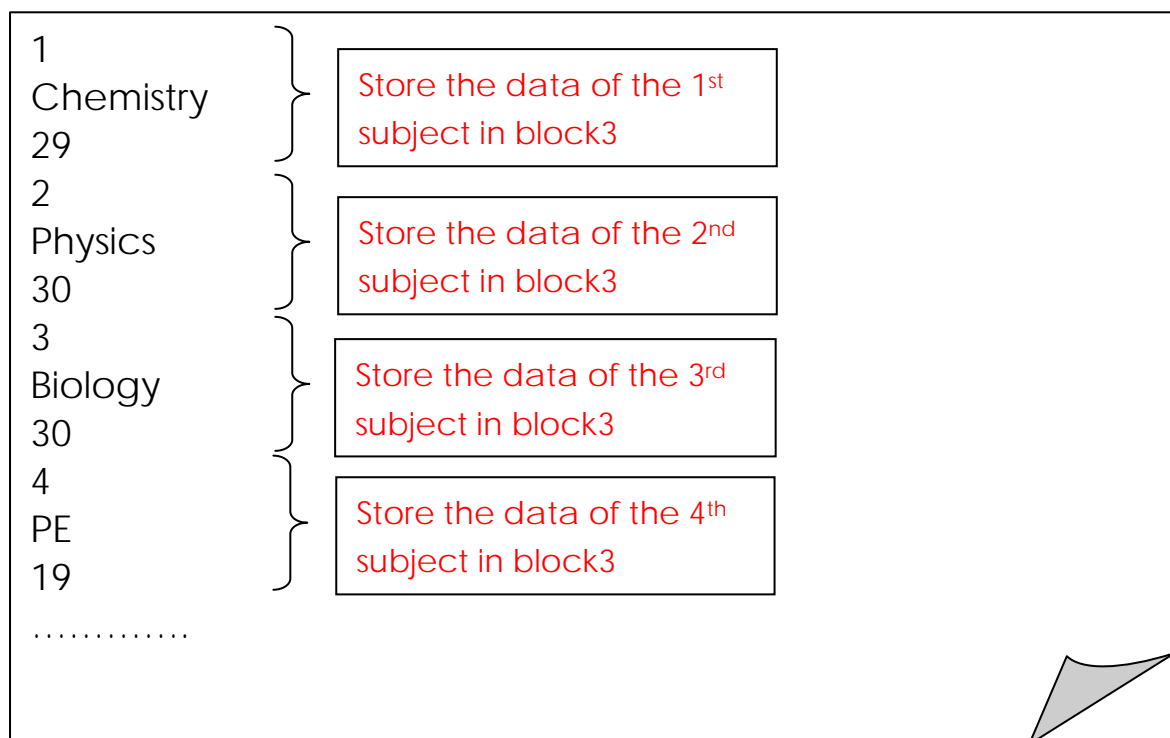 1
Chemistry
29
Store the data of the 1st
subject in block3
2
Physics
30
Store the data of the 2nd
subject in block3
3
Biology
30
Store the data of the 3rd
subject in block3
4
PE
19
Store the data of the 4th
subject in block3
.............